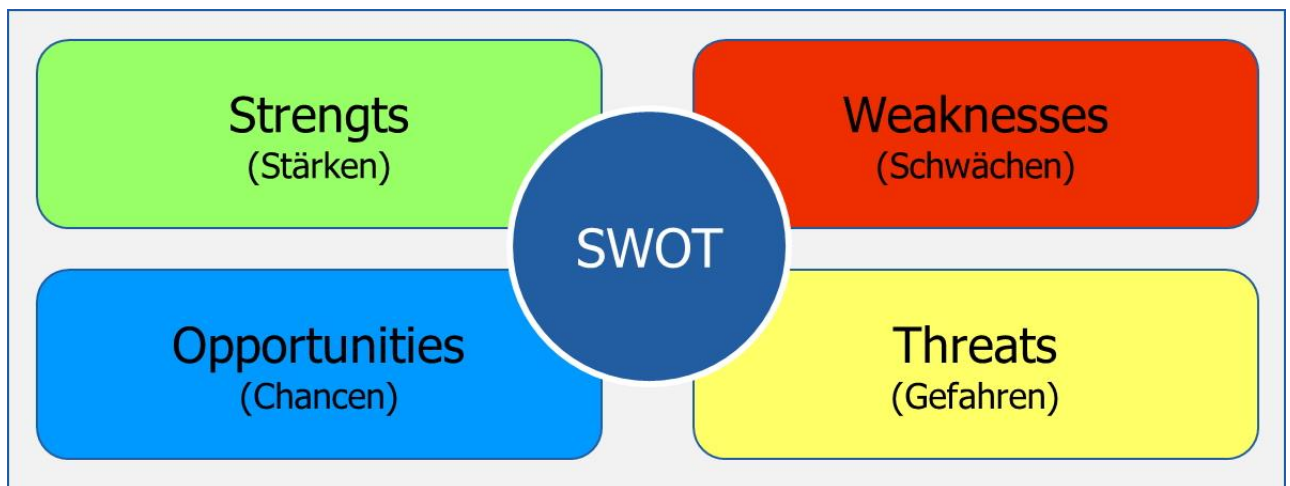 Strengts
(Stärken)
Weaknesses
(Schwächen)
SWOT
Opportunities
(Chancen)
Threats
(Gefahren)